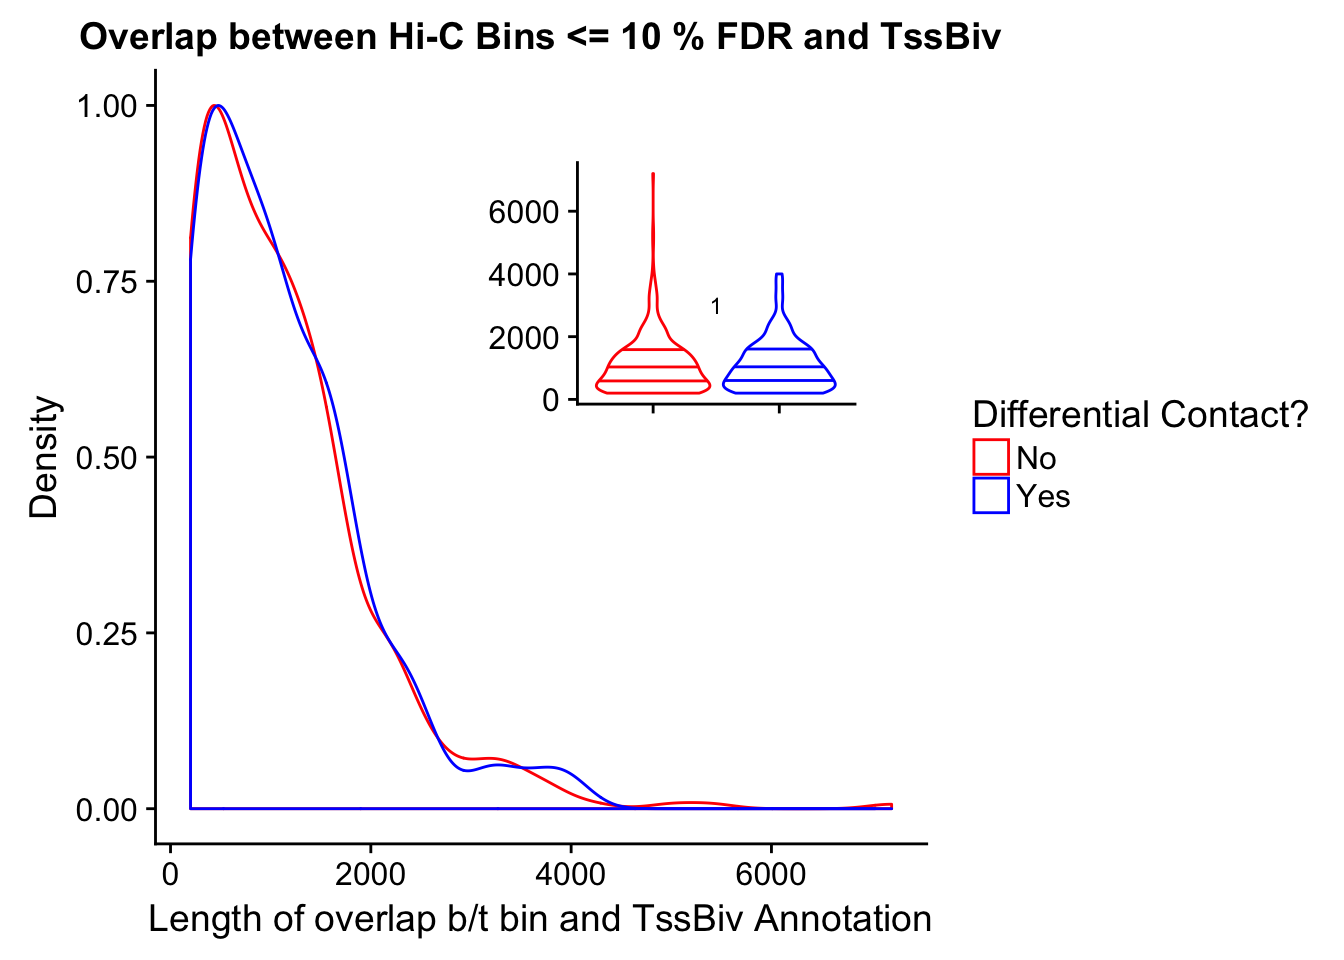 Overlap between Hi-C Bins <= 10 % FDR and TssBiv
1.00
0.75
0.50
0.25
0.00
Density
6000
4000
2000
0
1
Differential Contact?
No
Yes
0 2000 4000 6000
Length of overlap b/t bin and TssBiv Annotation